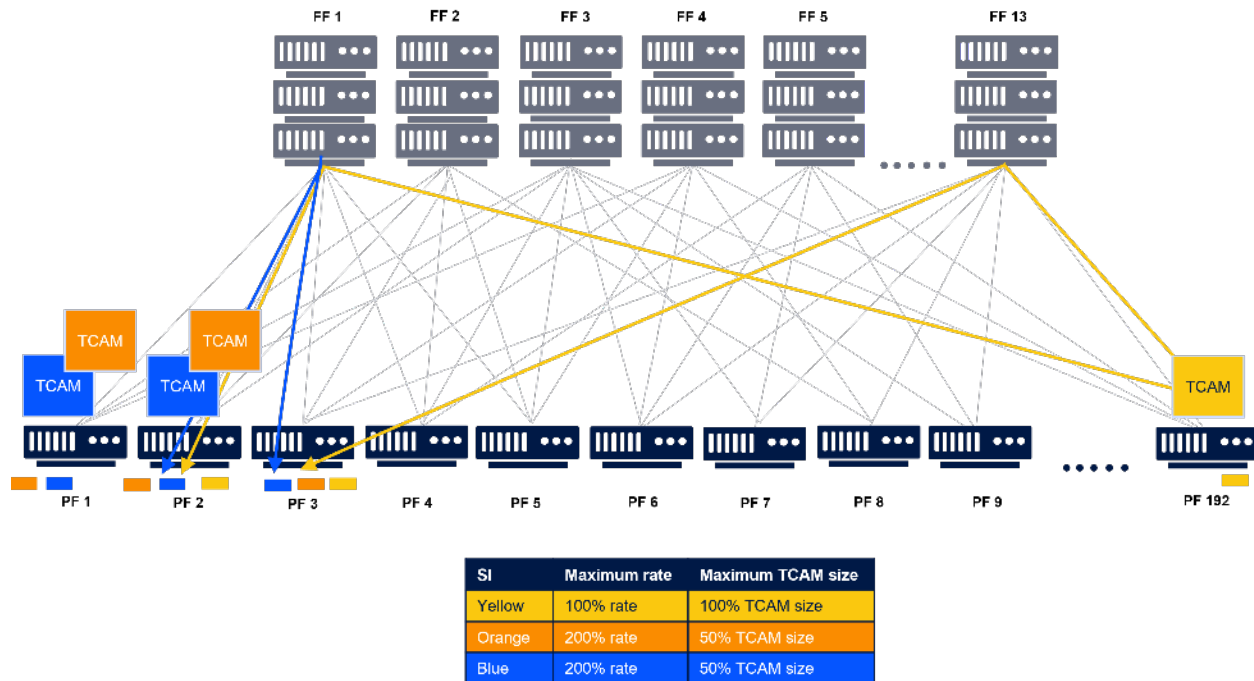 FF 1 FF 2 FF 3 FF 4 FF 5 FF 13
TCAM TCAM
TCAM TCAM TCAM
PF 1 PF 2 PF 3 PF 4 PF 5 PF 6 PF 7 PF 8 PF 9 PF 192
SI Maximum rate Maximum TCAM size
Yellow 100% rate 100% TCAM size
Orange 200% rate 50% TCAM size
Blue 200% rate 50% TCAM size